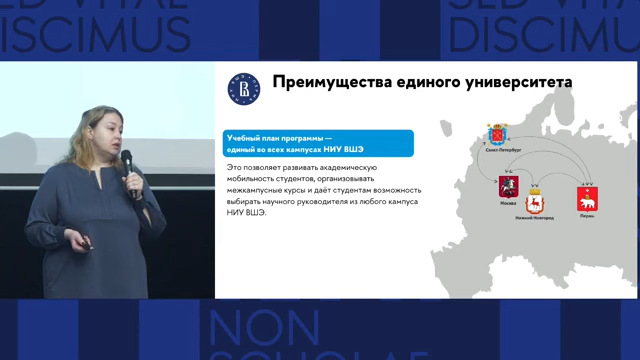 SED VITAE
DISCIMUS
SED VITAE
DISCIMUS
Преимущества единого университета
Учебный план программы —
единый во всех кампусах НИУ ВШЭ
Это позволяет развивать академическую
мобильность студентов, организовывать
межкампусные курсы и даёт студентам возможность
выбирать научного руководителя из любого кампуса
НИУ ВШЭ.
Санкт-Петербург
Москва
Нижний Новгород
Пермь
NON
SCHOLAE